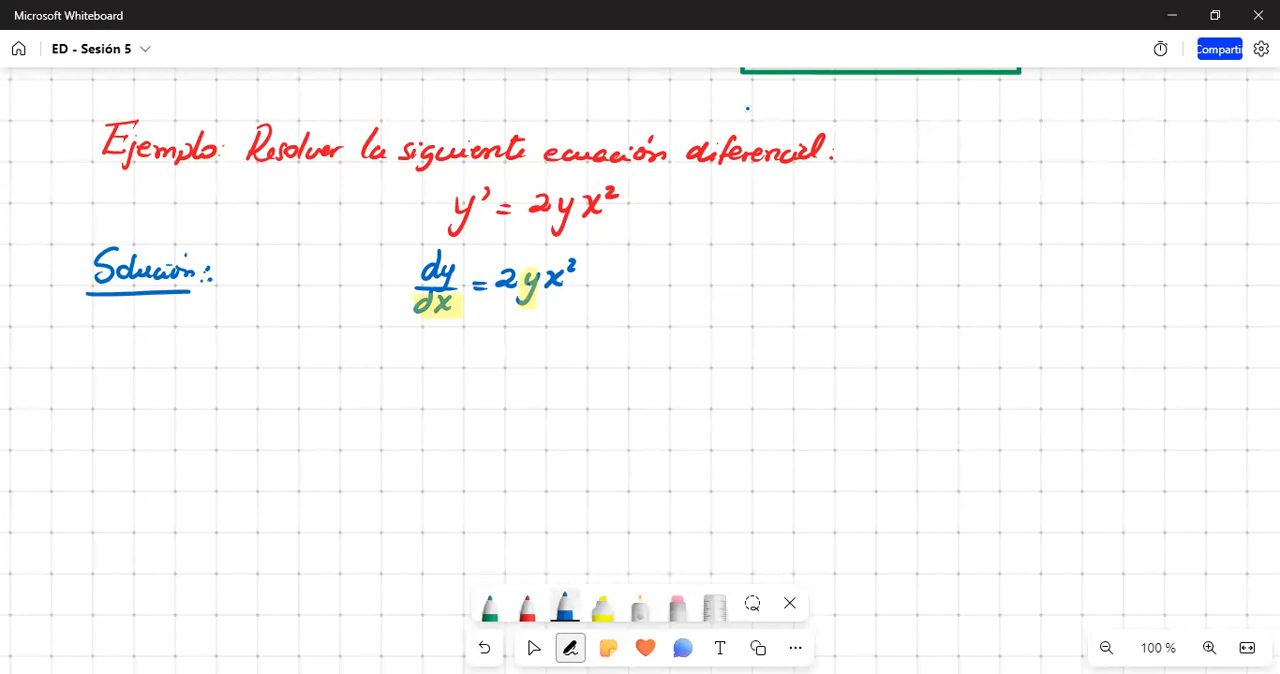 Microsoft Whiteboard
ED - Sesión 5
Compartir
Ejemplo: Resolver la siguiente ecuación diferencial:
y' = 2yx²
Solución:
dy/dx = 2yx²
100 %